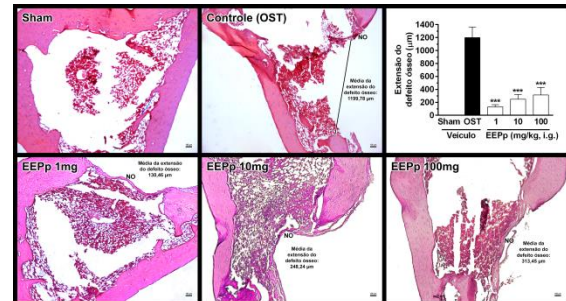 Sham
Controle (OST)
NO
Média da
extensão do
defeito ósseo:
1199,78 µm
Extensão do
defeito ósseo (µm)
1400
1200
1000
800
600
400
200
0
***
***
***
Sham OST 1 10 100
Veículo EEPp (mg/kg, i.g.)
EEPp 1mg
NO
Média da extensão
do defeito ósseo:
138,46 µm
EEPp 10mg
NO
Média da
extensão do
defeito ósseo:
248,24 µm
EEPp 100mg
NO
Média da
extensão do
defeito ósseo:
313,45 µm